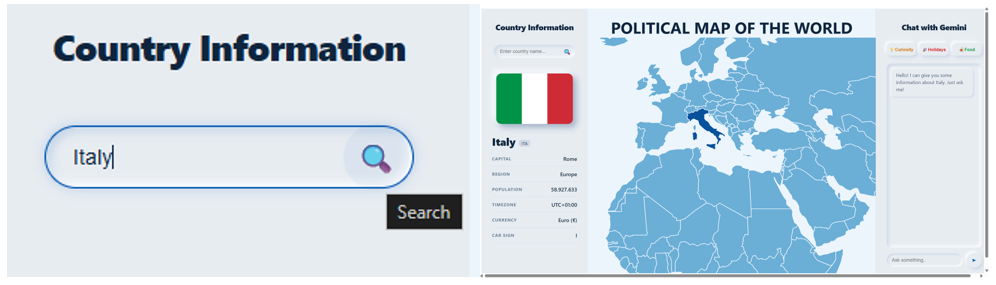 Country Information
Italy
Search
Country Information
Enter country name...
Italy ITA
CAPITAL Rome
REGION Europe
POPULATION 58.927.633
TIMEZONE UTC+01:00
CURRENCY Euro (€)
CAR SIGN I
POLITICAL MAP OF THE WORLD
Chat with Gemini
Curiosity Holidays Food
Hello! I can give you some
information about Italy, Just ask
me!
Ask something...